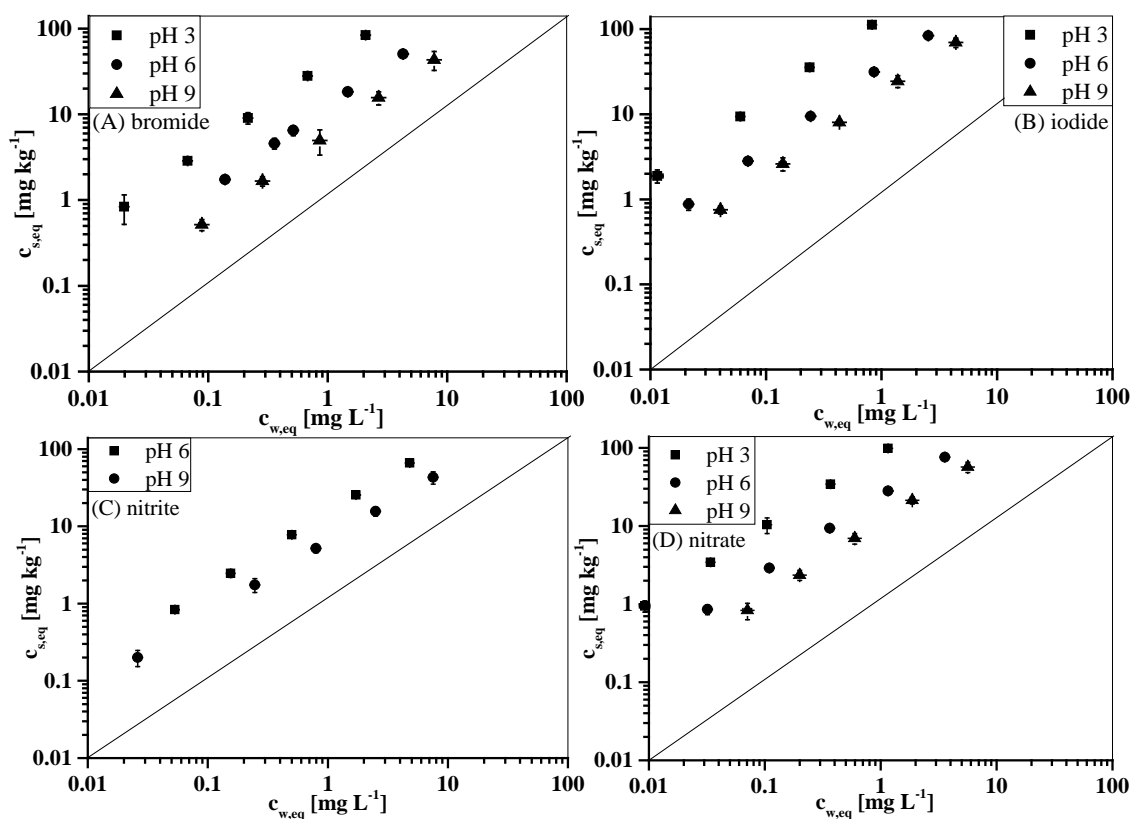 100
10
1
0.1
0.01
c_s,eq [mg kg^-1]
pH 3
pH 6
pH 9
(A) bromide
0.01 0.1 1 10 100
c_w,eq [mg L^-1]
100
10
1
0.1
0.01
c_s,eq [mg kg^-1]
pH 3
pH 6
pH 9
(B) iodide
0.01 0.1 1 10 100
c_w,eq [mg L^-1]
100
10
1
0.1
0.01
c_s,eq [mg kg^-1]
pH 6
pH 9
(C) nitrite
0.01 0.1 1 10 100
c_w,eq [mg L^-1]
100
10
1
0.1
0.01
c_s,eq [mg kg^-1]
pH 3
pH 6
pH 9
(D) nitrate
0.01 0.1 1 10 100
c_w,eq [mg L^-1]